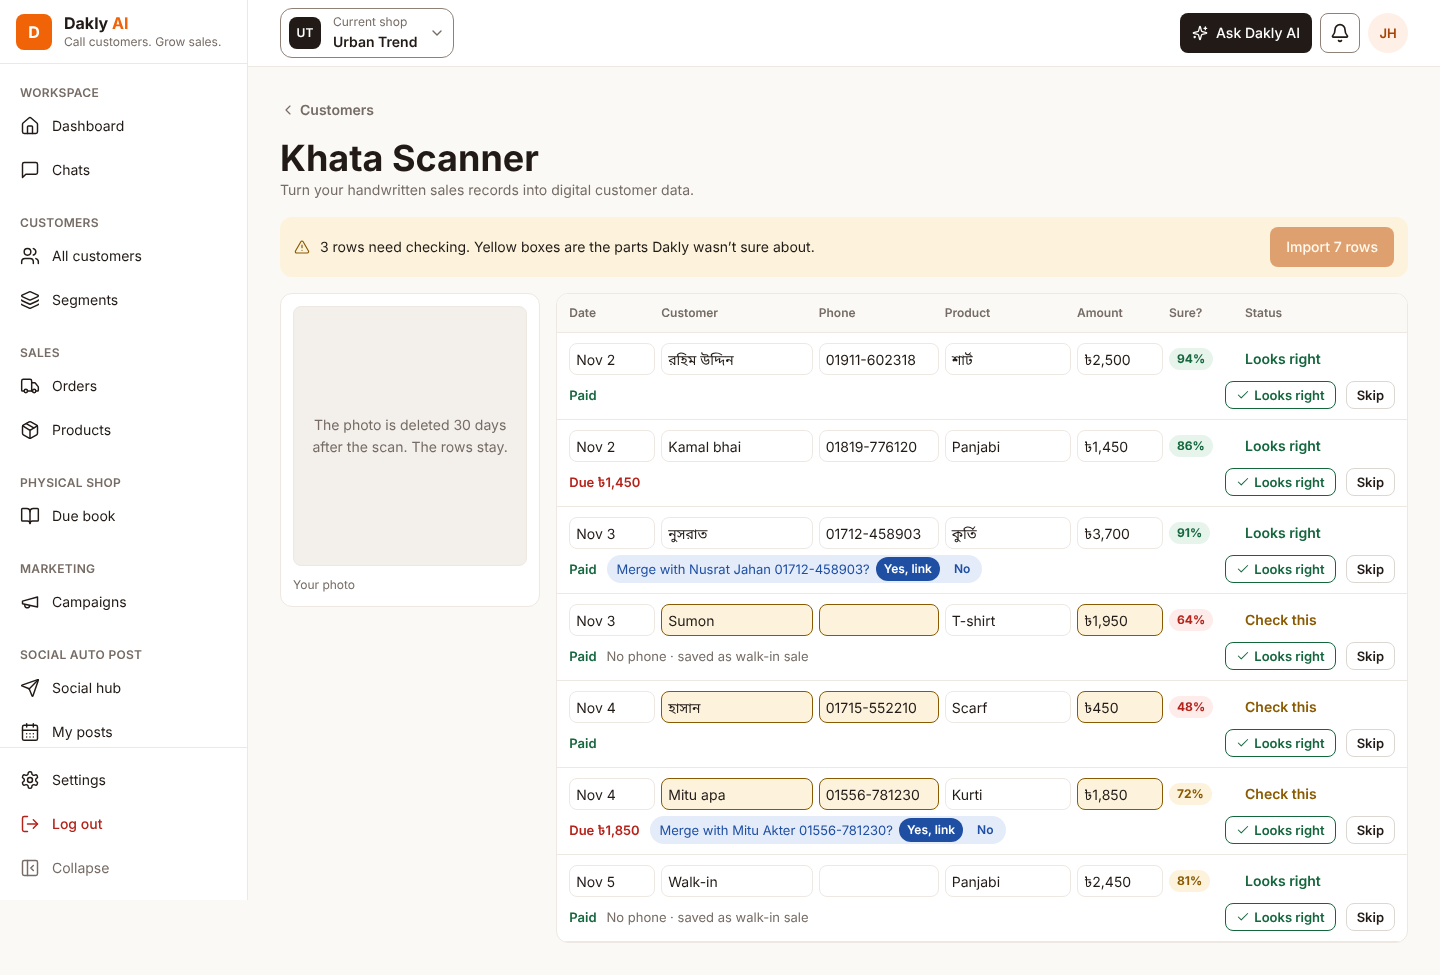 D
Dakly AI
Call customers. Grow sales.
UT
Current shop
Urban Trend
Ask Dakly AI
JH
WORKSPACE
Dashboard
Chats
CUSTOMERS
All customers
Segments
SALES
Orders
Products
PHYSICAL SHOP
Due book
MARKETING
Campaigns
SOCIAL AUTO POST
Social hub
My posts
Settings
Log out
Collapse
Customers
Khata Scanner
Turn your handwritten sales records into digital customer data.
3 rows need checking. Yellow boxes are the parts Dakly wasn’t sure about.
Import 7 rows
The photo is deleted 30 days
after the scan. The rows stay.
Your photo
Date Customer Phone Product Amount Sure? Status
Nov 2 রহিম উদ্দিন 01911-602318 শার্ট ৳2,500 94% Looks right
Paid Looks right Skip
Nov 2 Kamal bhai 01819-776120 Panjabi ৳1,450 86% Looks right
Due ৳1,450 Looks right Skip
Nov 3 নুসরাত 01712-458903 কুর্তি ৳3,700 91% Looks right
Paid Merge with Nusrat Jahan 01712-458903? Yes, link No Looks right Skip
Nov 3 Sumon T-shirt ৳1,950 64% Check this
Paid No phone · saved as walk-in sale Looks right Skip
Nov 4 হাসান 01715-552210 Scarf ৳450 48% Check this
Paid Looks right Skip
Nov 4 Mitu apa 01556-781230 Kurti ৳1,850 72% Check this
Due ৳1,850 Merge with Mitu Akter 01556-781230? Yes, link No Looks right Skip
Nov 5 Walk-in Panjabi ৳2,450 81% Looks right
Paid No phone · saved as walk-in sale Looks right Skip